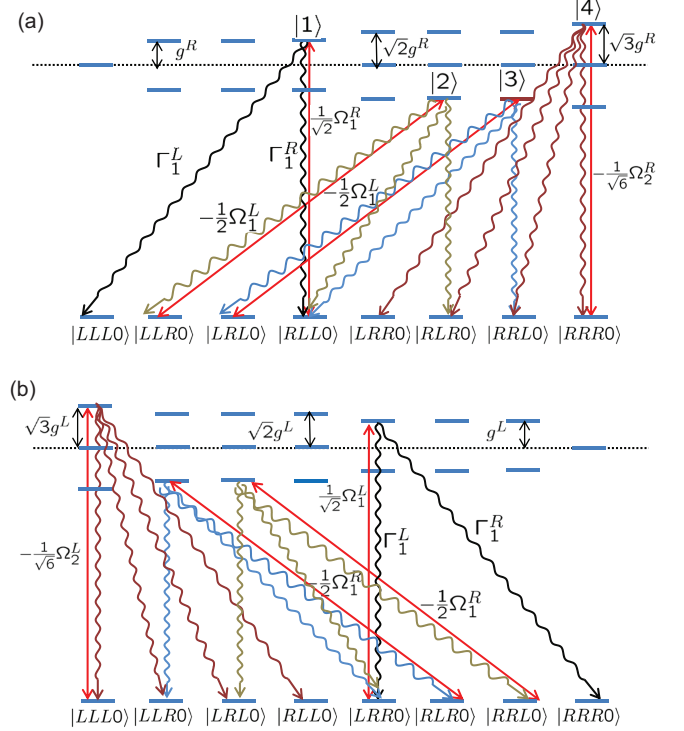 (a)
|1⟩
|4⟩
g^R
√2g^R
√3g^R
|2⟩
|3⟩
1/√2 Ω_1^R
Γ_1^L
Γ_1^R
-1/2 Ω_1^L
-1/2 Ω_1^L
-1/√6 Ω_2^R
|LLL0⟩ |LLR0⟩ |LRL0⟩ |RLL0⟩ |LRR0⟩ |RLR0⟩ |RRL0⟩ |RRR0⟩
(b)
√3g^L
√2g^L
g^L
1/√2 Ω_1^L
Γ_1^L
Γ_1^R
-1/√6 Ω_2^L
-1/2 Ω_1^R
-1/2 Ω_1^R
|LLL0⟩ |LLR0⟩ |LRL0⟩ |RLL0⟩ |LRR0⟩ |RLR0⟩ |RRL0⟩ |RRR0⟩